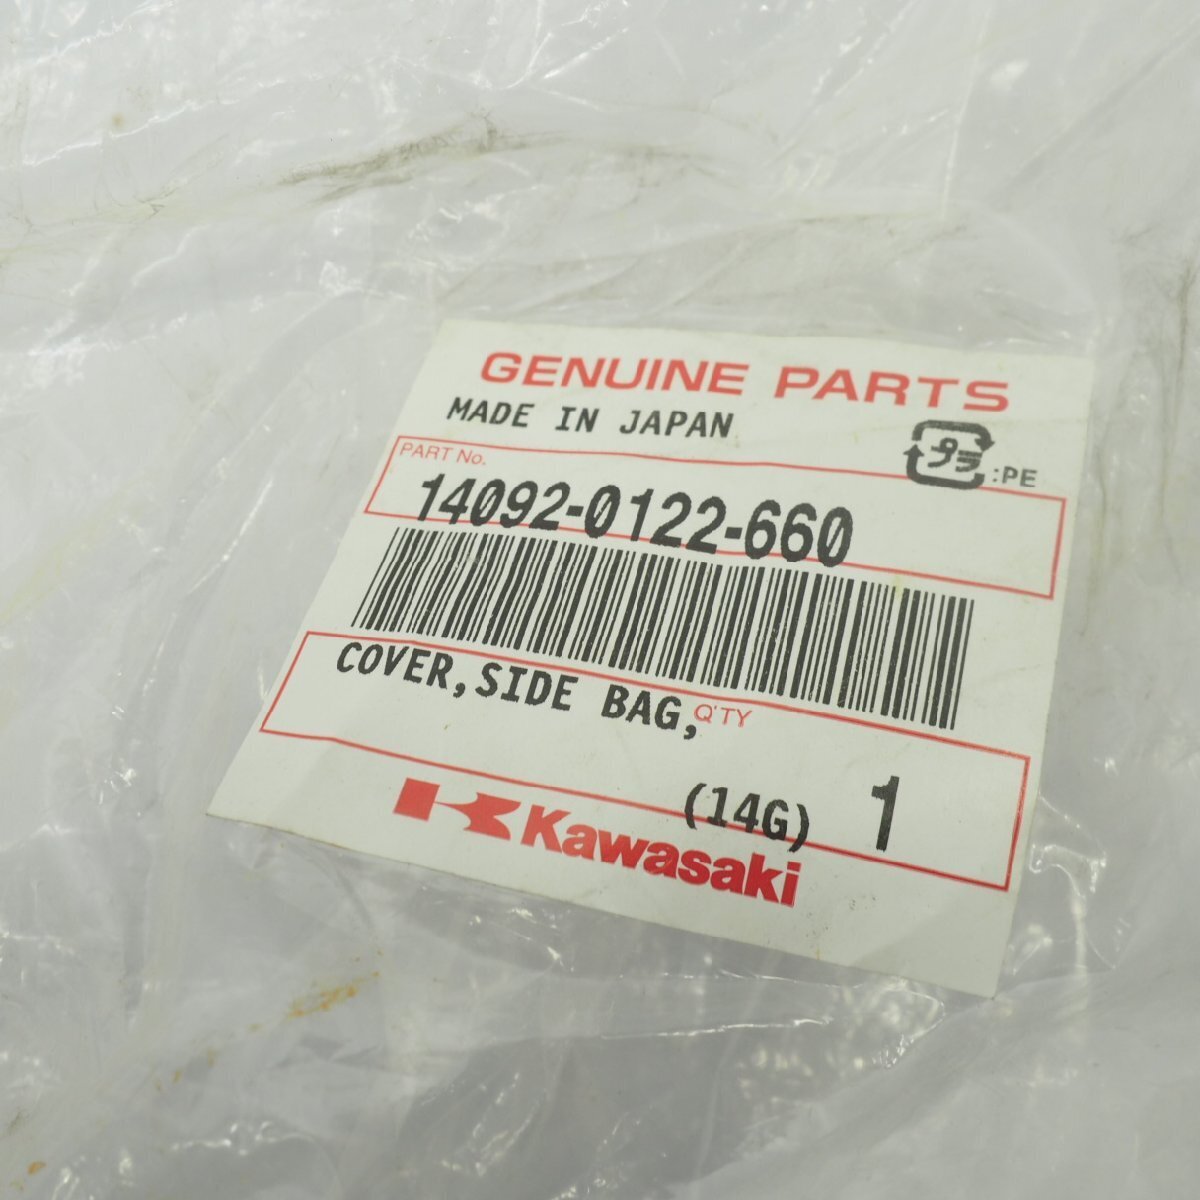 GENUINE PARTS
MADE IN JAPAN
プラ
:PE
PART No.
14092-0122-660
COVER,SIDE BAG,
Q'TY
(14G)
1
Kawasaki